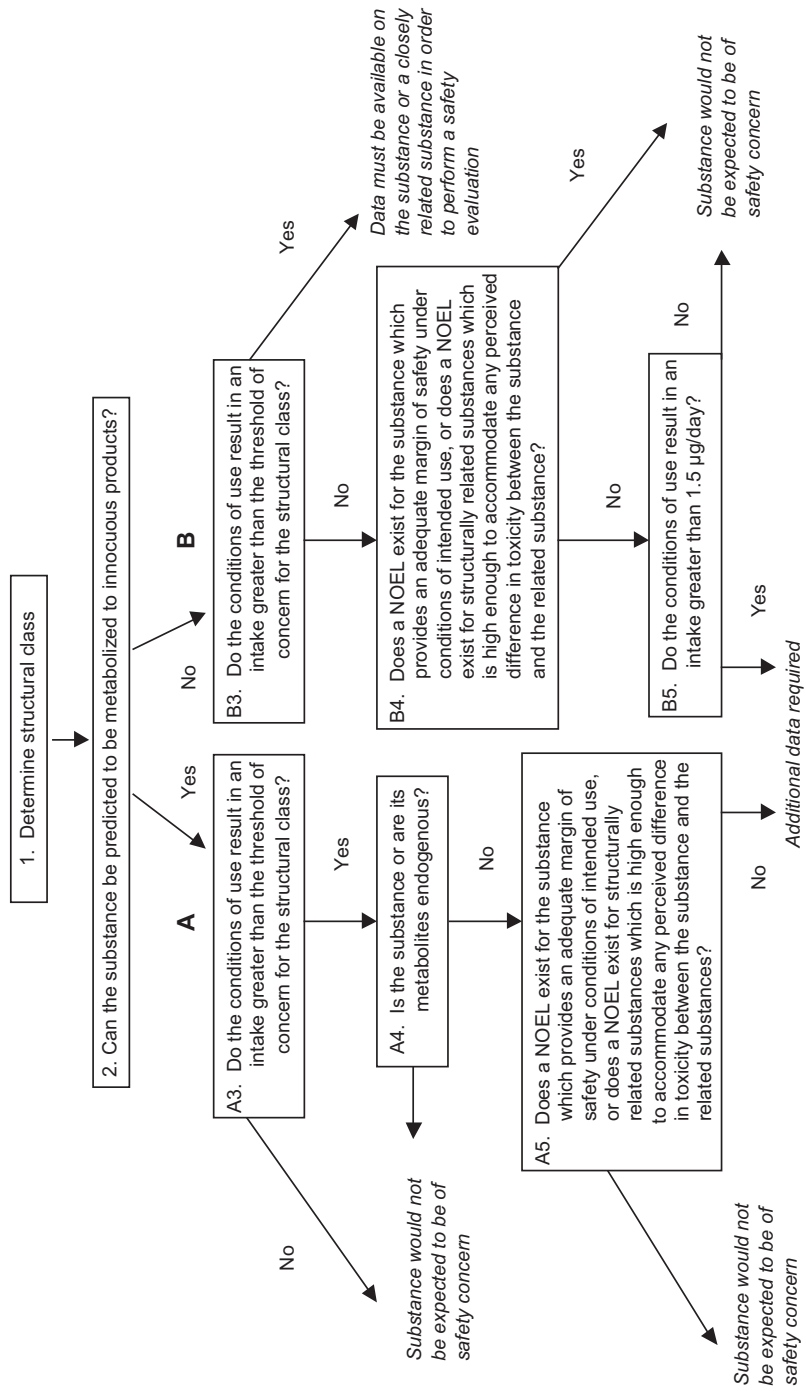 1. Determine structural class
2. Can the substance be predicted to be metabolized to innocuous products?
Yes
No
A
B
A3. Do the conditions of use result in an
intake greater than the threshold of
concern for the structural class?
B3. Do the conditions of use result in an
intake greater than the threshold of
concern for the structural class?
No
Yes
No
Yes
Substance would not
be expected to be of
safety concern
A4. Is the substance or are its
metabolites endogenous?
Data must be available on
the substance or a closely
related substance in order
to perform a safety
evaluation
No
B4. Does a NOEL exist for the substance which
provides an adequate margin of safety under
conditions of intended use, or does a NOEL
exist for structurally related substances which
is high enough to accommodate any perceived
difference in toxicity between the substance
and the related substance?
Yes
A5. Does a NOEL exist for the substance
which provides an adequate margin of
safety under conditions of intended use,
or does a NOEL exist for structurally
related substances which is high enough
to accommodate any perceived difference
in toxicity between the substance and the
related substances?
No
Substance would not
be expected to be of
safety concern
B5. Do the conditions of use result in an
intake greater than 1.5 µg/day?
No
Substance would not
be expected to be of
safety concern
No
Yes
Additional data required